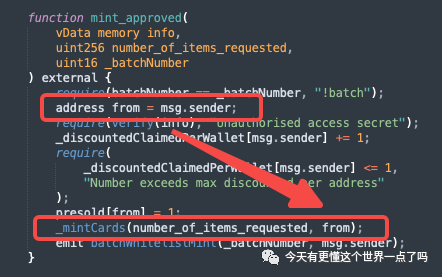 function mint_approved(
vData memory info,
uint256 number_of_items_requested,
uint16 _batchNumber
) external {
require(batchNumber == _batchNumber, "!batch");
address from = msg.sender;
require(verify(info), "Unauthorised access secret");
_discountedClaimedPerWallet[msg.sender] += 1;
require(
_discountedClaimedPerWallet[msg.sender] <= 1,
"Number exceeds max discounted per address"
);
presold[from] = 1;
_mintCards(number_of_items_requested, from);
emit batchWhitelistMint(_batchNumber, msg.sender);
}
今天有更懂这个世界一点了吗